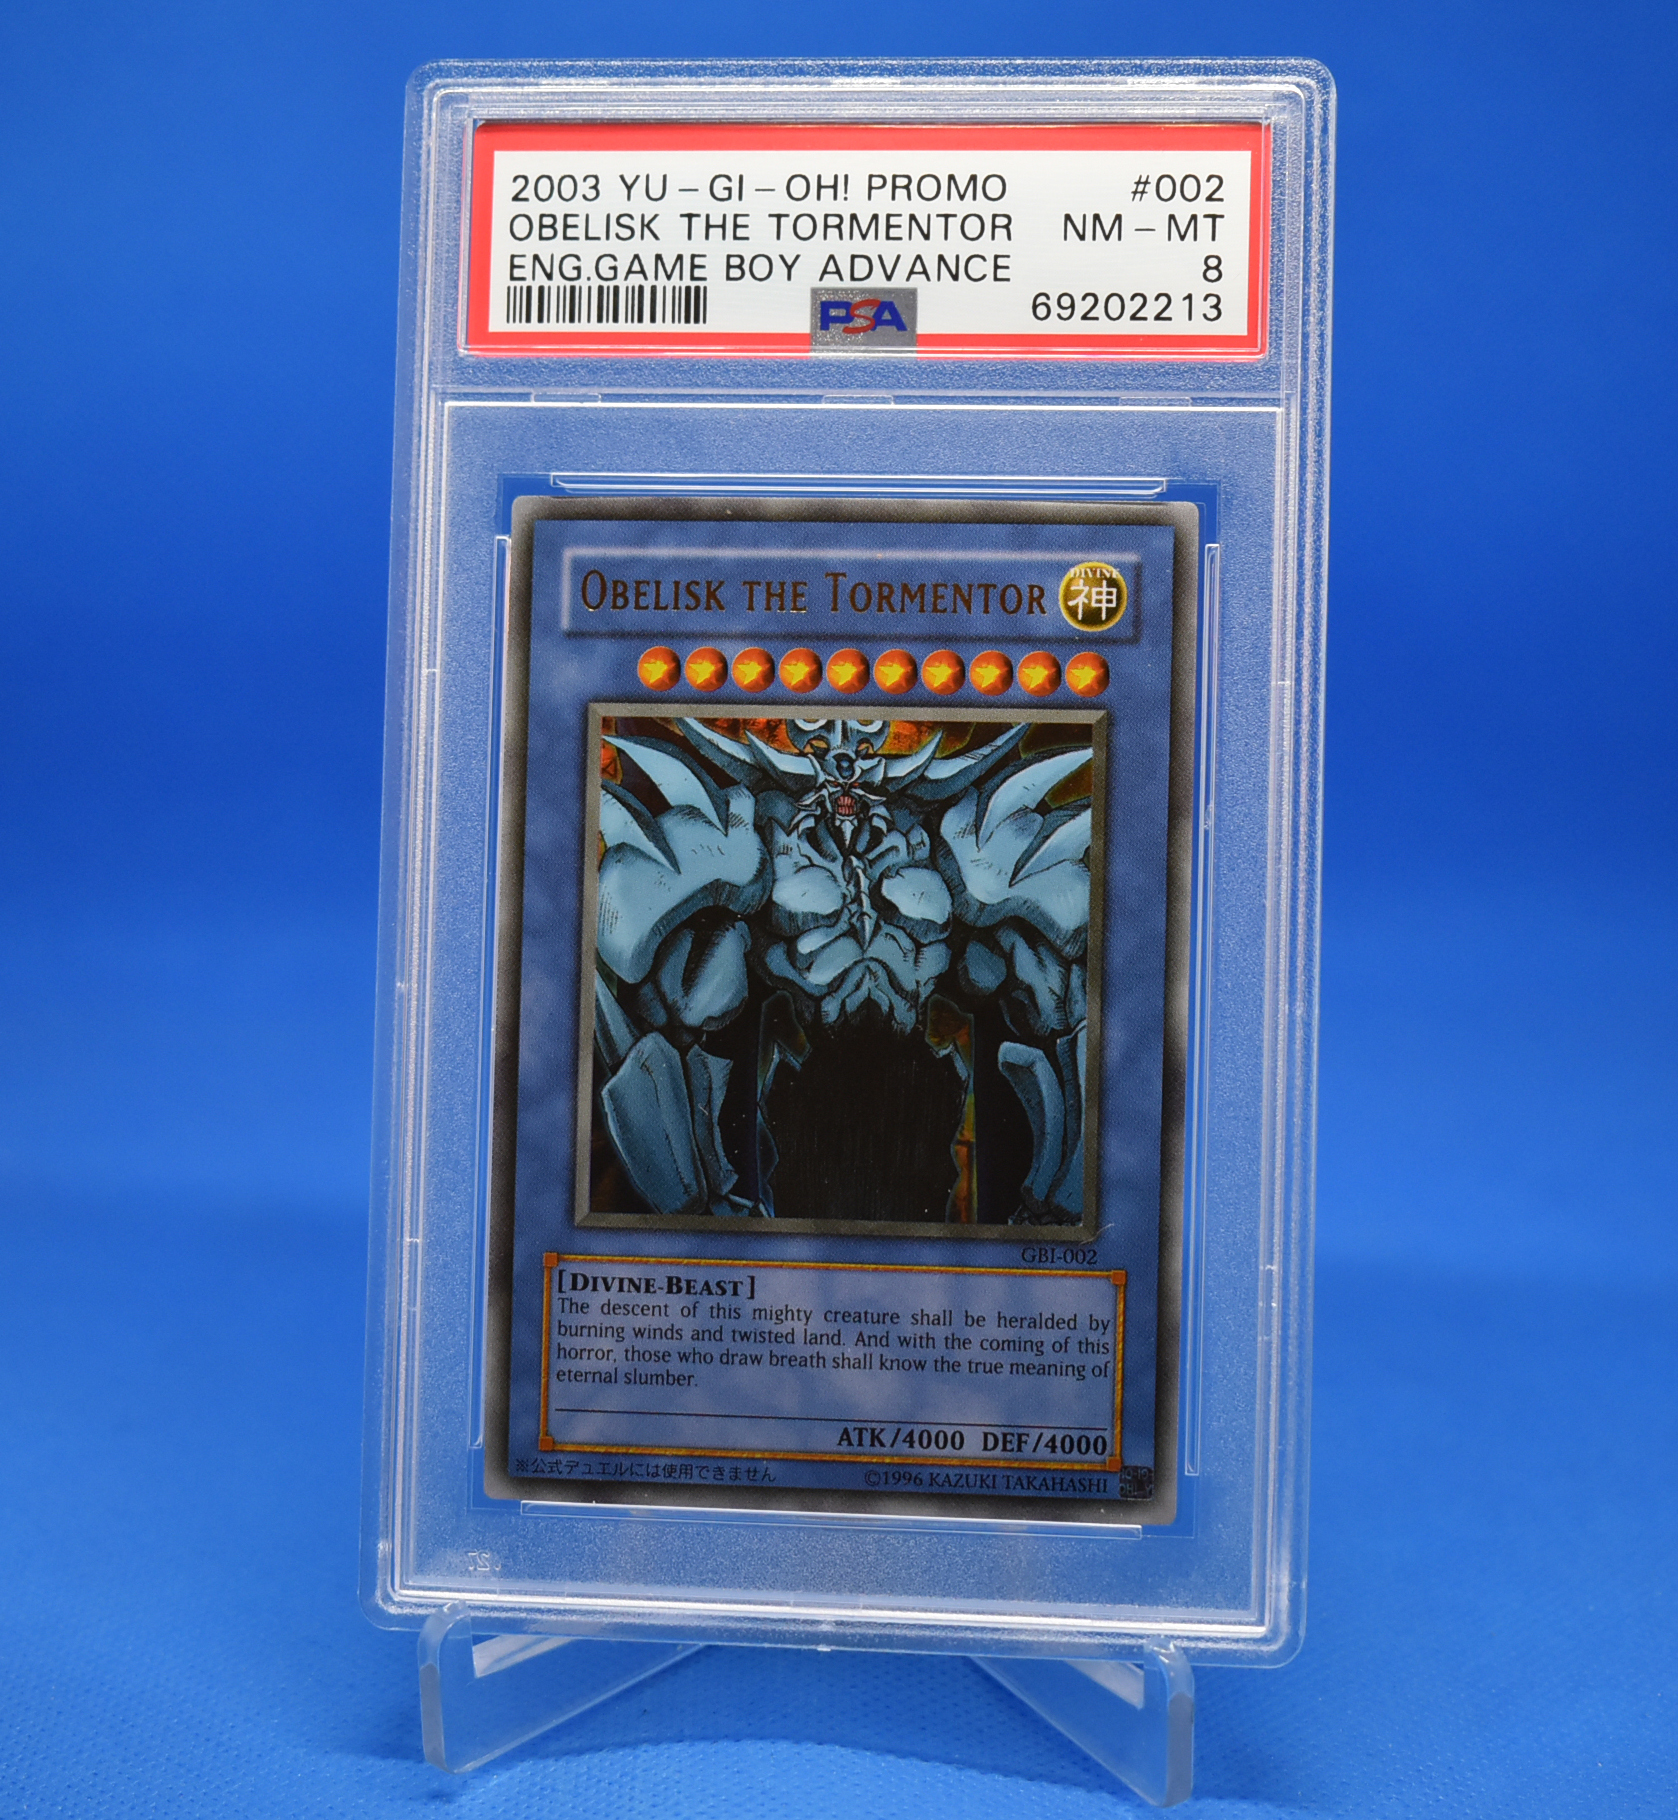 2003 YU-GI-OH! PROMO #002
OBELISK THE TORMENTOR NM-MT
ENG.GAME BOY ADVANCE 8
PSA 69202213
OBELISK THE TORMENTOR
DIVINE
神
GBI-002
[DIVINE-BEAST]
The descent of this mighty creature shall be heralded by
burning winds and twisted land. And with the coming of this
horror, those who draw breath shall know the true meaning of
eternal slumber.
ATK/4000 DEF/4000
※公式デュエルには使用できません ©1996 KAZUKI TAKAHASHI